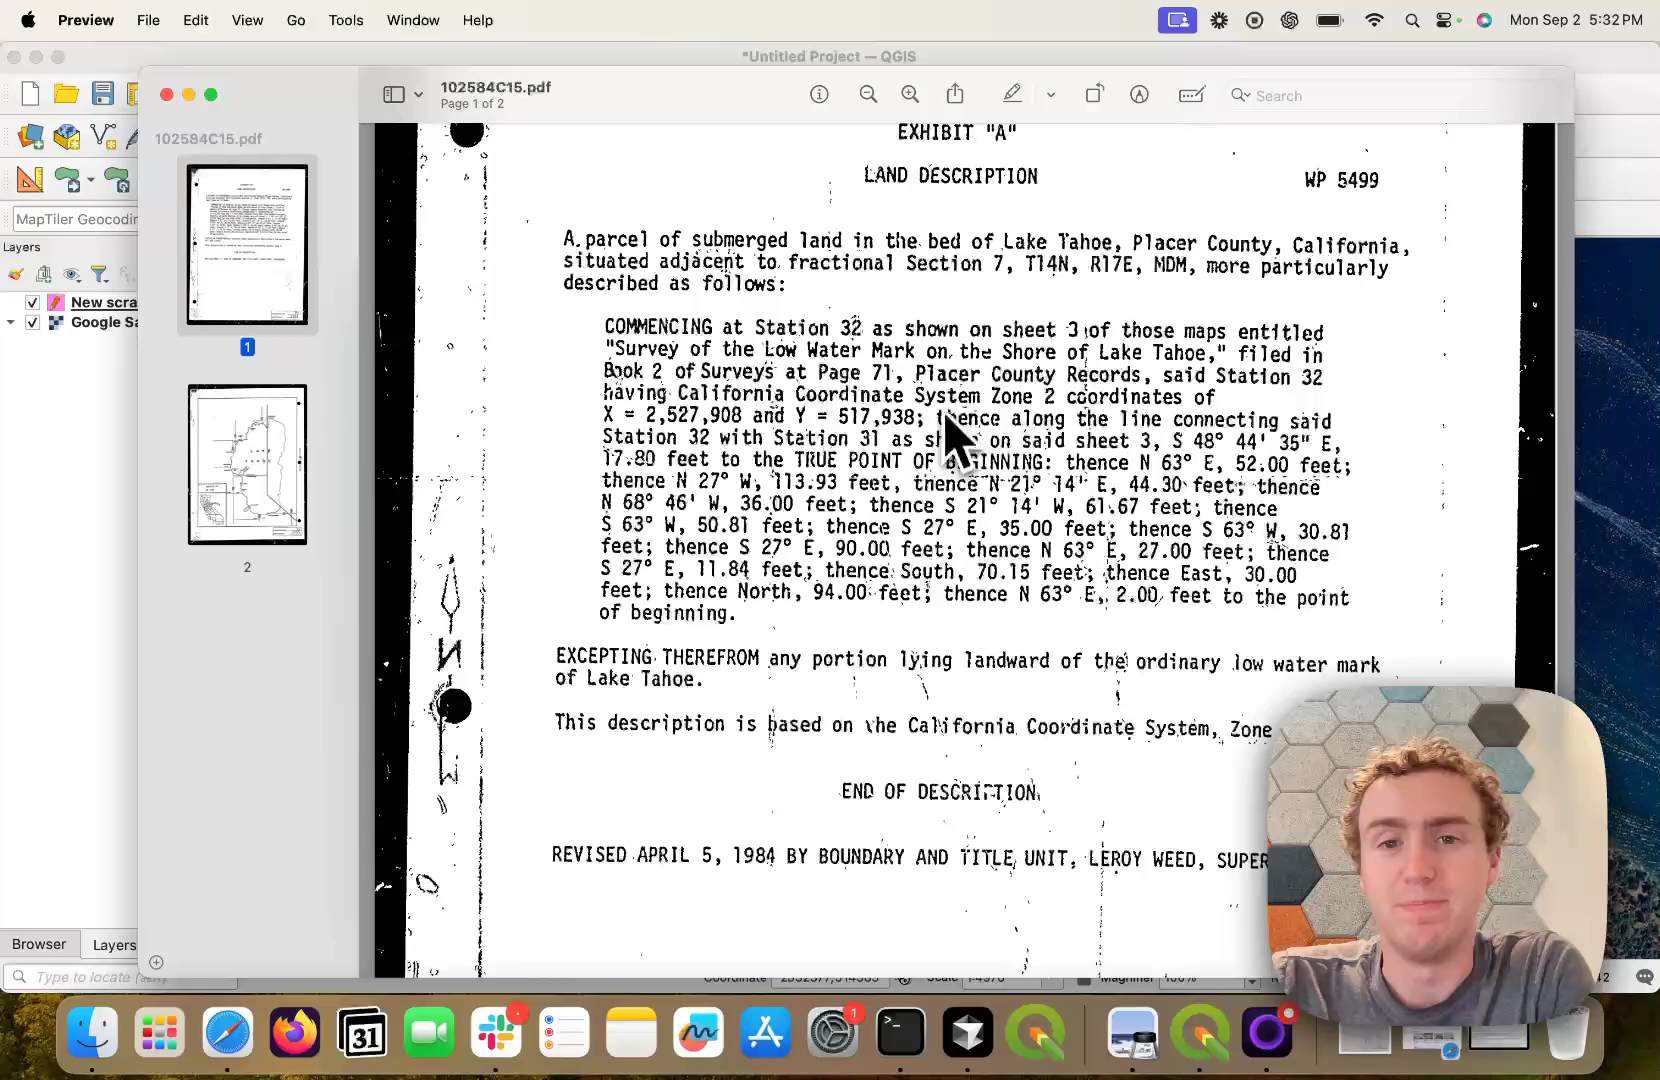 Preview File Edit View Go Tools Window Help Mon Sep 2 5:32 PM
*Untitled Project — QGIS
102584C15.pdf
Page 1 of 2
Search
102584C15.pdf
MapTiler Geocodin
Layers
New scra
Google Sa
1
2
EXHIBIT "A"
LAND DESCRIPTION
WP 5499
A parcel of submerged land in the bed of Lake Tahoe, Placer County, California,
situated adjacent to fractional Section 7, T14N, R17E, MDM, more particularly
described as follows:
COMMENCING at Station 32 as shown on sheet 3 of those maps entitled
"Survey of the Low Water Mark on the Shore of Lake Tahoe," filed in
Book 2 of Surveys at Page 71, Placer County Records, said Station 32
having California Coordinate System Zone 2 coordinates of
X = 2,527,908 and Y = 517,938; thence along the line connecting said
Station 32 with Station 31 as sh on said sheet 3, S 48° 44' 35" E,
17.80 feet to the TRUE POINT OF BEGINNING: thence N 63° E, 52.00 feet;
thence N 27° W, 113.93 feet, thence N 21° 14' E, 44.30 feet; thence
N 68° 46' W, 36.00 feet; thence S 21° 14' W, 61.67 feet; thence
S 63° W, 50.81 feet; thence S 27° E, 35.00 feet; thence S 63° W, 30.81
feet; thence S 27° E, 90.00 feet; thence N 63° E, 27.00 feet; thence
S 27° E, 11.84 feet; thence South, 70.15 feet; thence East, 30.00
feet; thence North, 94.00 feet; thence N 63° E, 2.00 feet to the point
of beginning.
EXCEPTING THEREFROM any portion lying landward of the ordinary low water mark
of Lake Tahoe.
This description is based on the California Coordinate System, Zone
END OF DESCRIPTION
REVISED APRIL 5, 1984 BY BOUNDARY AND TITLE UNIT, LEROY WEED, SUPER
Browser Layers
Type to locate
Coordinate Scale Magnifier
31
1